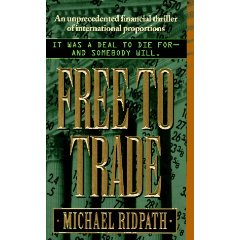 An unprecedented financial thriller
of international proportions
IT WAS A DEAL TO DIE FOR—
AND SOMEBODY WILL.
FREE TO
TRADE
MICHAEL RIDPATH